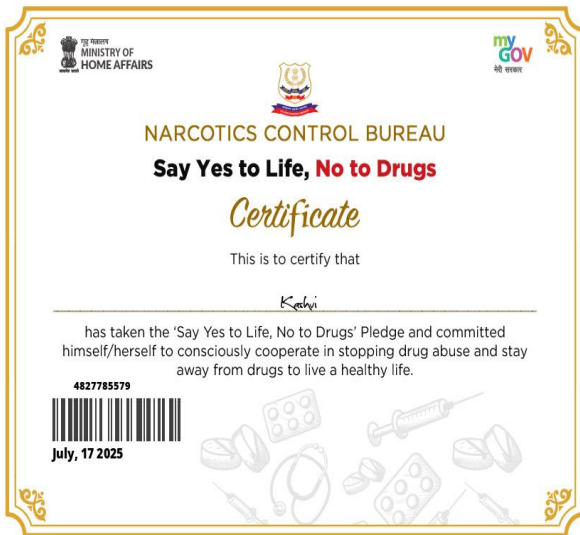 गृह मंत्रालय
MINISTRY OF
HOME AFFAIRS
my
GOV
मेरी सरकार
NARCOTICS CONTROL BUREAU
Say Yes to Life, No to Drugs
Certificate
This is to certify that
Kashvi
has taken the ‘Say Yes to Life, No to Drugs’ Pledge and committed
himself/herself to consciously cooperate in stopping drug abuse and stay
away from drugs to live a healthy life.
4827785579
July, 17 2025